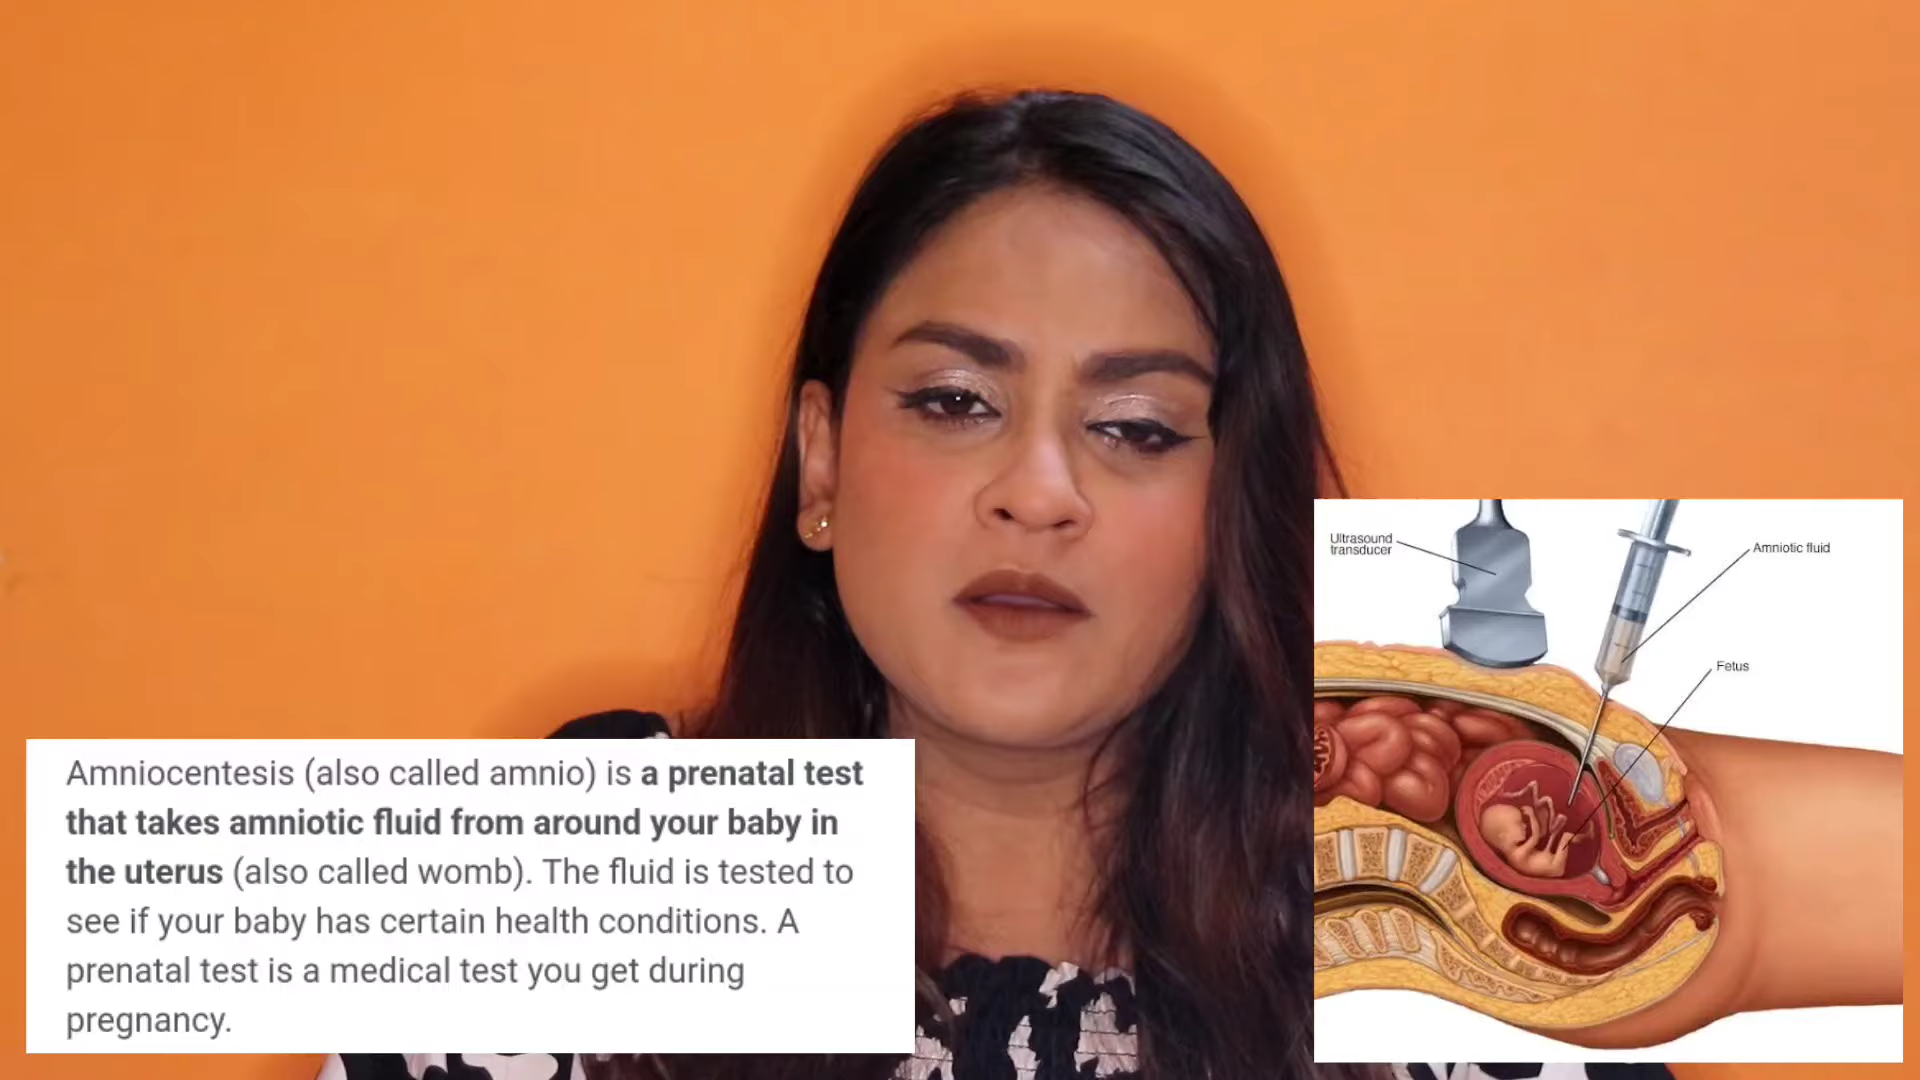 Amniocentesis (also called amnio) is a prenatal test
that takes amniotic fluid from around your baby in
the uterus (also called womb). The fluid is tested to
see if your baby has certain health conditions. A
prenatal test is a medical test you get during
pregnancy.
Ultrasound
transducer
Amniotic fluid
Fetus